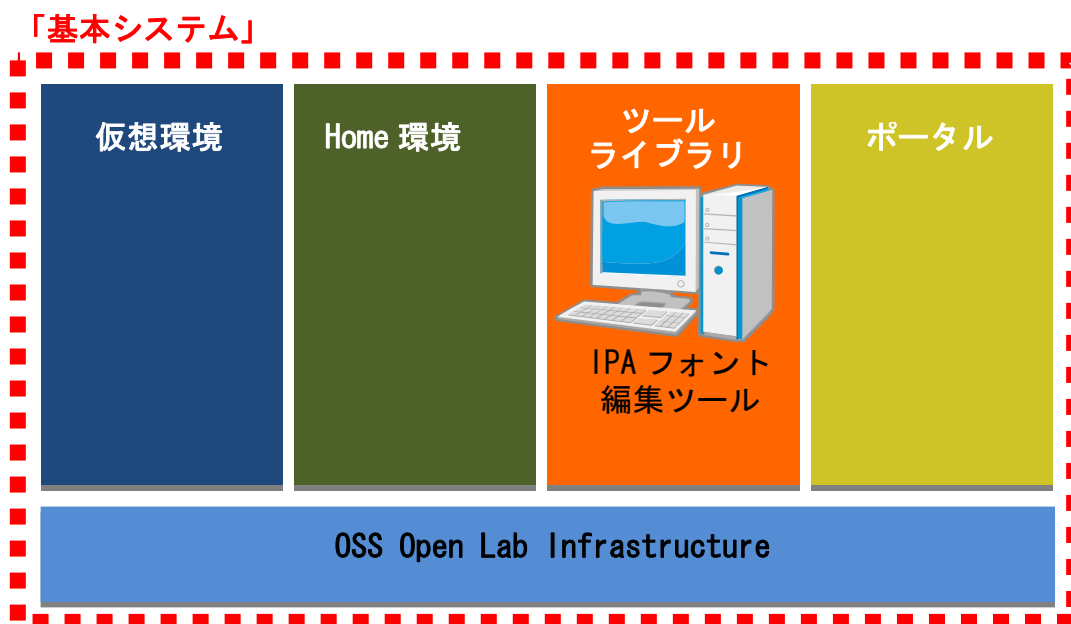 「基本システム」
仮想環境
Home 環境
ツール
ライブラリ
ポータル
IPA フォント
編集ツール
OSS Open Lab Infrastructure